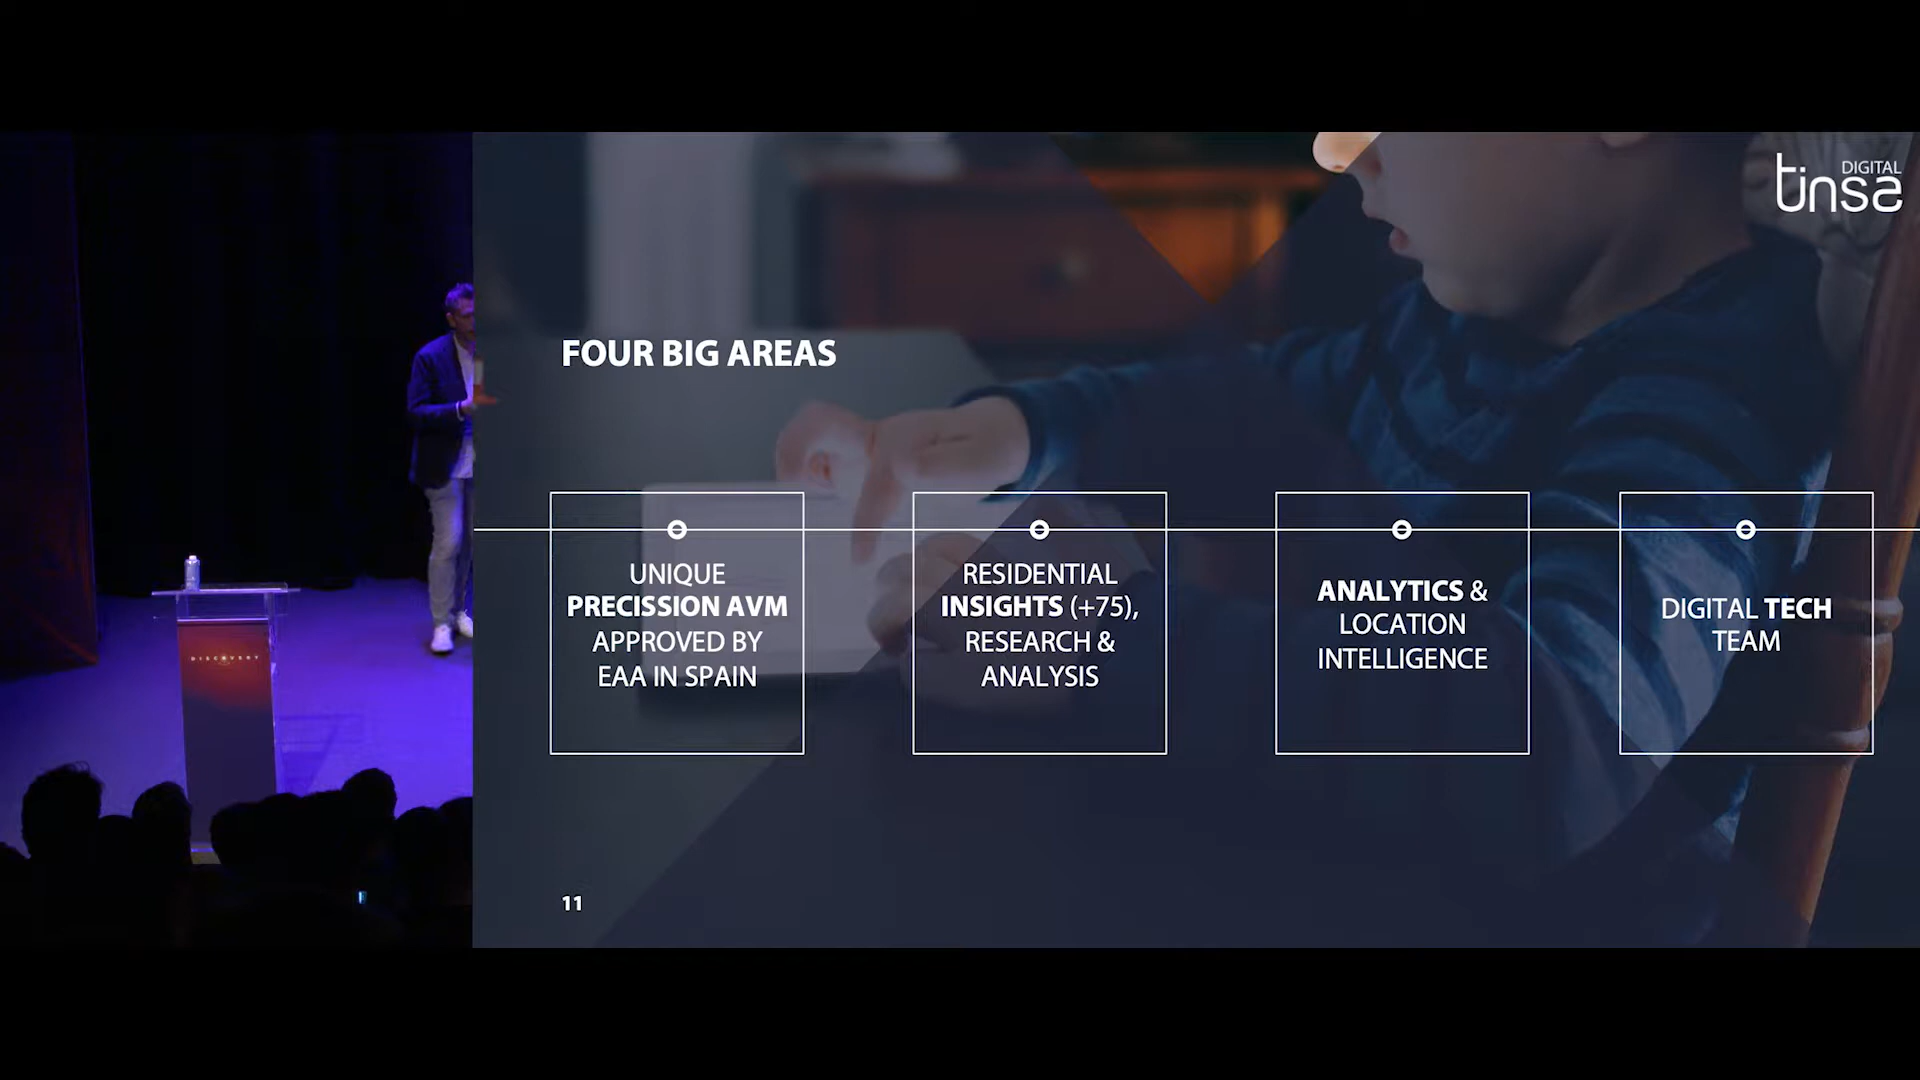 DIGITAL
tinsa
FOUR BIG AREAS
UNIQUE
PRECISSION AVM
APPROVED BY
EAA IN SPAIN
RESIDENTIAL
INSIGHTS (+75),
RESEARCH &
ANALYSIS
ANALYTICS &
LOCATION
INTELLIGENCE
DIGITAL TECH
TEAM
DISCOVERY
11